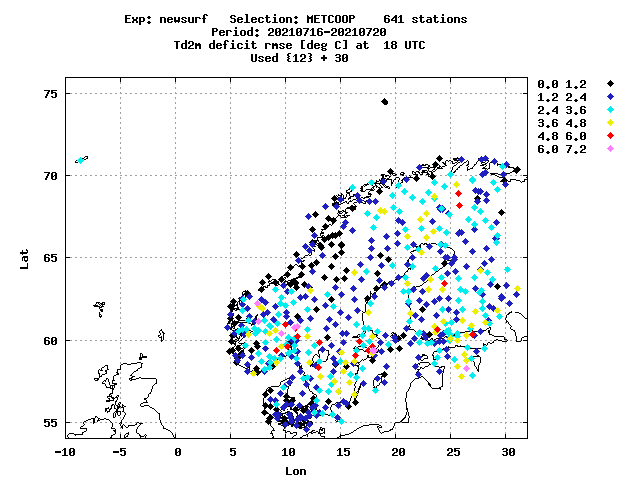 Exp: newsurf   Selection: METCOOP    641 stations
Period: 20210716-20210720
Td2m deficit rmse [deg C] at  18 UTC
Used {12} + 30
0.0 1.2
1.2 2.4
2.4 3.6
3.6 4.8
4.8 6.0
6.0 7.2
75
70
65
60
55
Lat
-10 -5 0 5 10 15 20 25 30
Lon